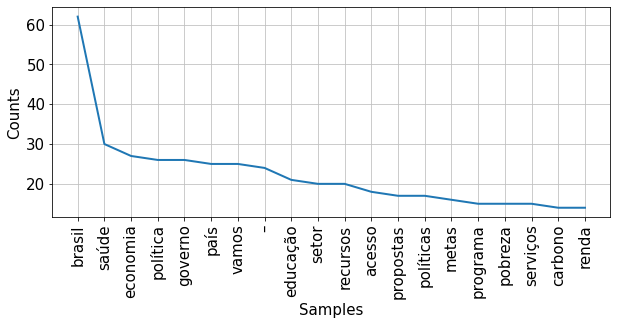 60
50
40
30
20
Counts
brasil
saúde
economia
política
governo
país
vamos
–
educação
setor
recursos
acesso
propostas
políticas
metas
programa
pobreza
serviços
carbono
renda
Samples